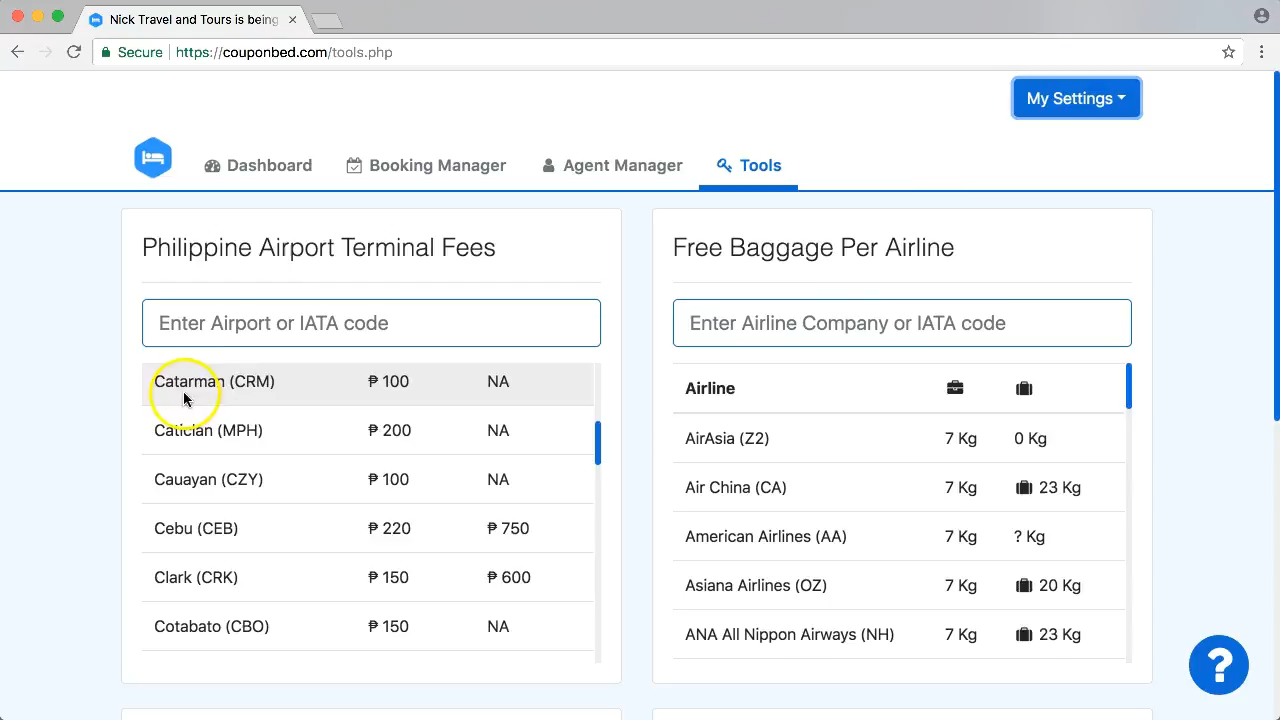 Nick Travel and Tours is being
Secure https://couponbed.com/tools.php
My Settings
Dashboard Booking Manager Agent Manager Tools
Philippine Airport Terminal Fees
Enter Airport or IATA code
Catarman (CRM) ₱ 100 NA
Caticlan (MPH) ₱ 200 NA
Cauayan (CZY) ₱ 100 NA
Cebu (CEB) ₱ 220 ₱ 750
Clark (CRK) ₱ 150 ₱ 600
Cotabato (CBO) ₱ 150 NA
Free Baggage Per Airline
Enter Airline Company or IATA code
Airline
AirAsia (Z2) 7 Kg 0 Kg
Air China (CA) 7 Kg 23 Kg
American Airlines (AA) 7 Kg ? Kg
Asiana Airlines (OZ) 7 Kg 20 Kg
ANA All Nippon Airways (NH) 7 Kg 23 Kg
?